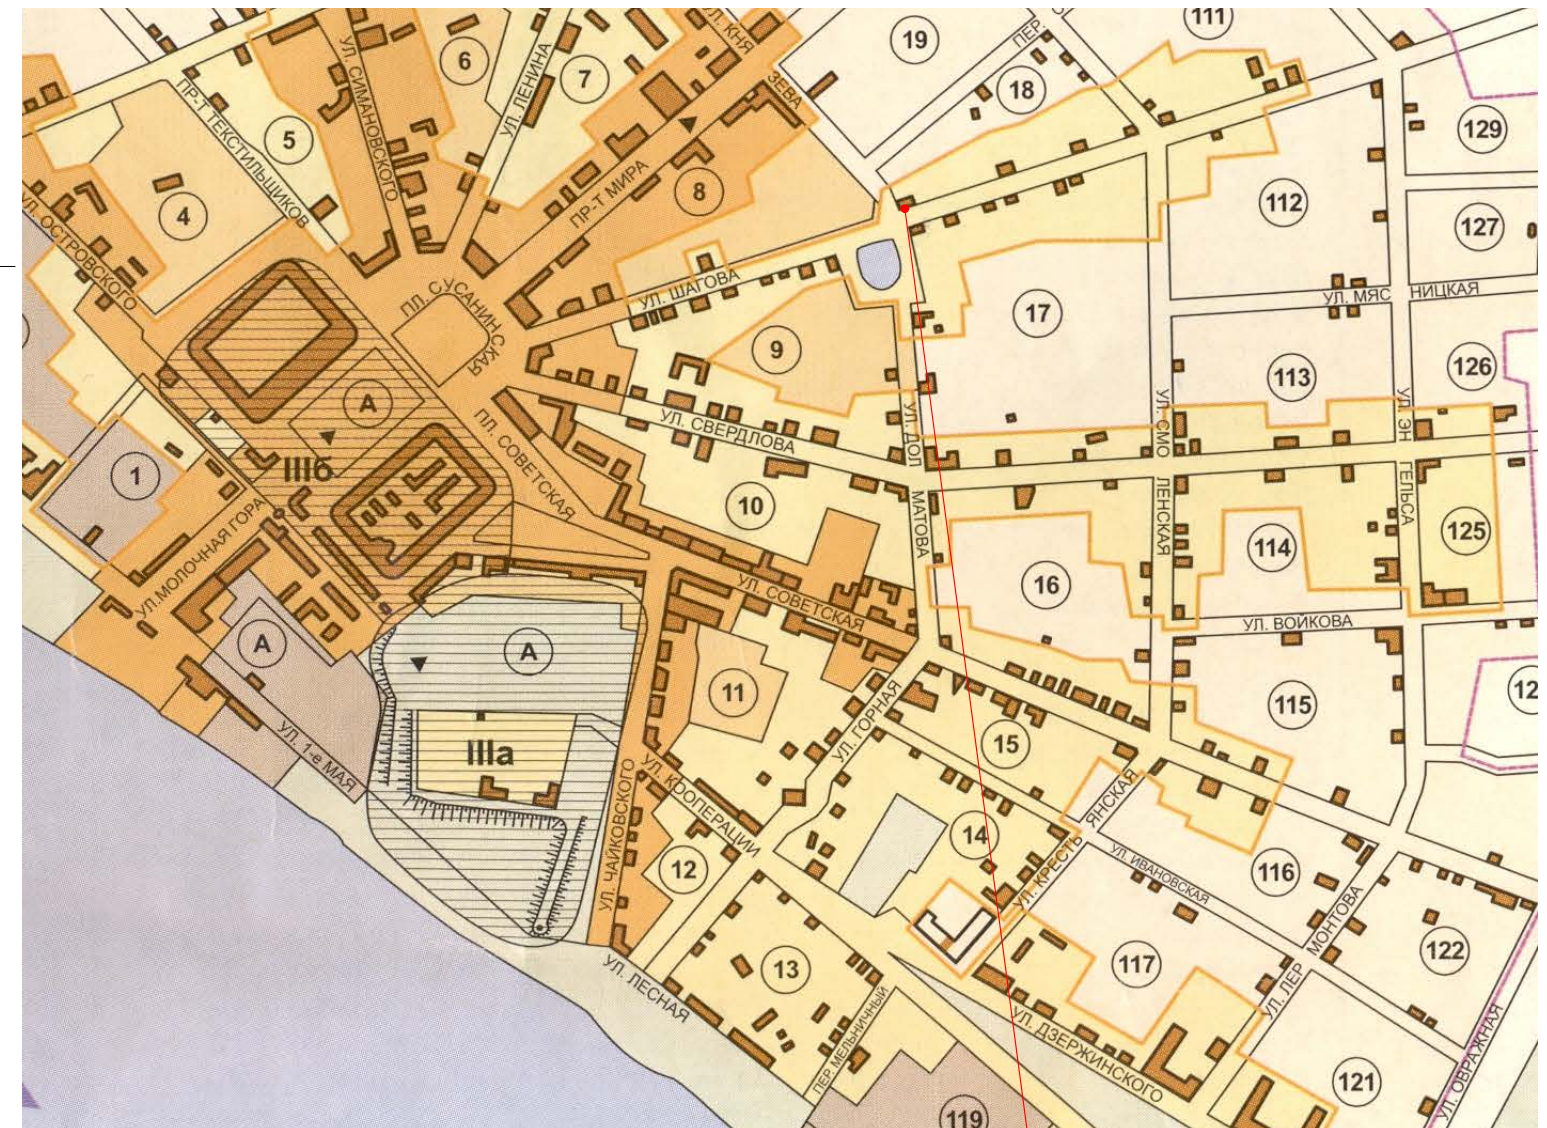 111
19
ПЕР
УЛ. КНЯ
ЗЕВА
6
УЛ. СИМАНОВСКОГО
УЛ. ЛЕНИНА
7
18
ПР-Т ТЕКСТИЛЬЩИКОВ
5
129
4
ПР-Т МИРА
8
112
127
УЛ. ОСТРОВСКОГО
ПЛ. СУСАНИНСКАЯ
УЛ. ШАГОВА
УЛ. МЯС
НИЦКАЯ
17
9
113
126
А
УЛ. СВЕРДЛОВА
УЛ. ДОЛ
МАТОВА
УЛ. СМО
ЛЕНСКАЯ
УЛ. ЭН
ГЕЛЬСА
ПЛ. СОВЕТСКАЯ
IIIб
1
10
125
114
УЛ. МОЛОЧНАЯ ГОРА
16
УЛ. СОВЕТСКАЯ
УЛ. ВОЙКОВА
А
А
11
115
12
УЛ. ГОРНАЯ
15
УЛ. 1-е МАЯ
IIIа
УЛ. КООПЕРАЦИИ
УЛ. ЧАЙКОВСКОГО
УЛ. КРЕСТЬ
ЯНСКАЯ
14
12
УЛ. ИВАНОВСКАЯ
116
УЛ. ЛЕР
МОНТОВА
13
117
122
УЛ. ЛЕСНАЯ
ПЕР. МЕЛЬНИЧНЫЙ
УЛ. ДЗЕРЖИНСКОГО
УЛ. ОВРАЖНАЯ
121
119